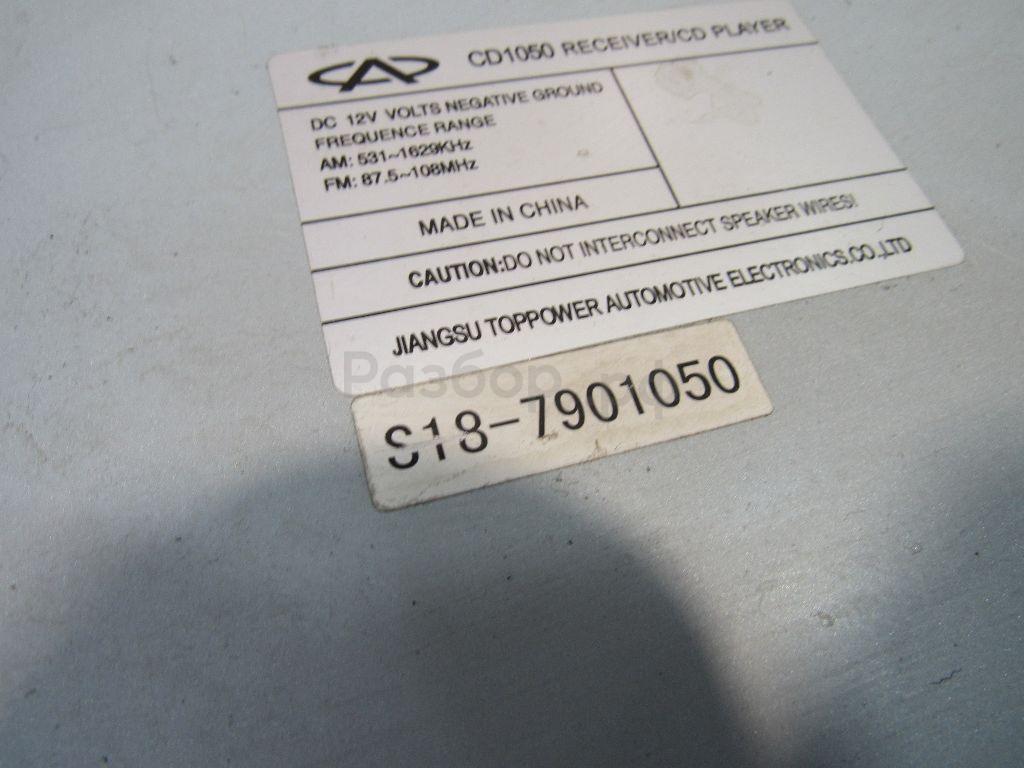 CD1050 RECEIVER/CD PLAYER
DC 12V VOLTS NEGATIVE GROUND
FREQUENCE RANGE
AM: 531~1629KHz
FM: 87.5~108MHz
MADE IN CHINA
CAUTION:DO NOT INTERCONNECT SPEAKER WIRES!
JIANGSU TOPPOWER AUTOMOTIVE ELECTRONICS.CO.,LTD
Разбор
S18-7901050